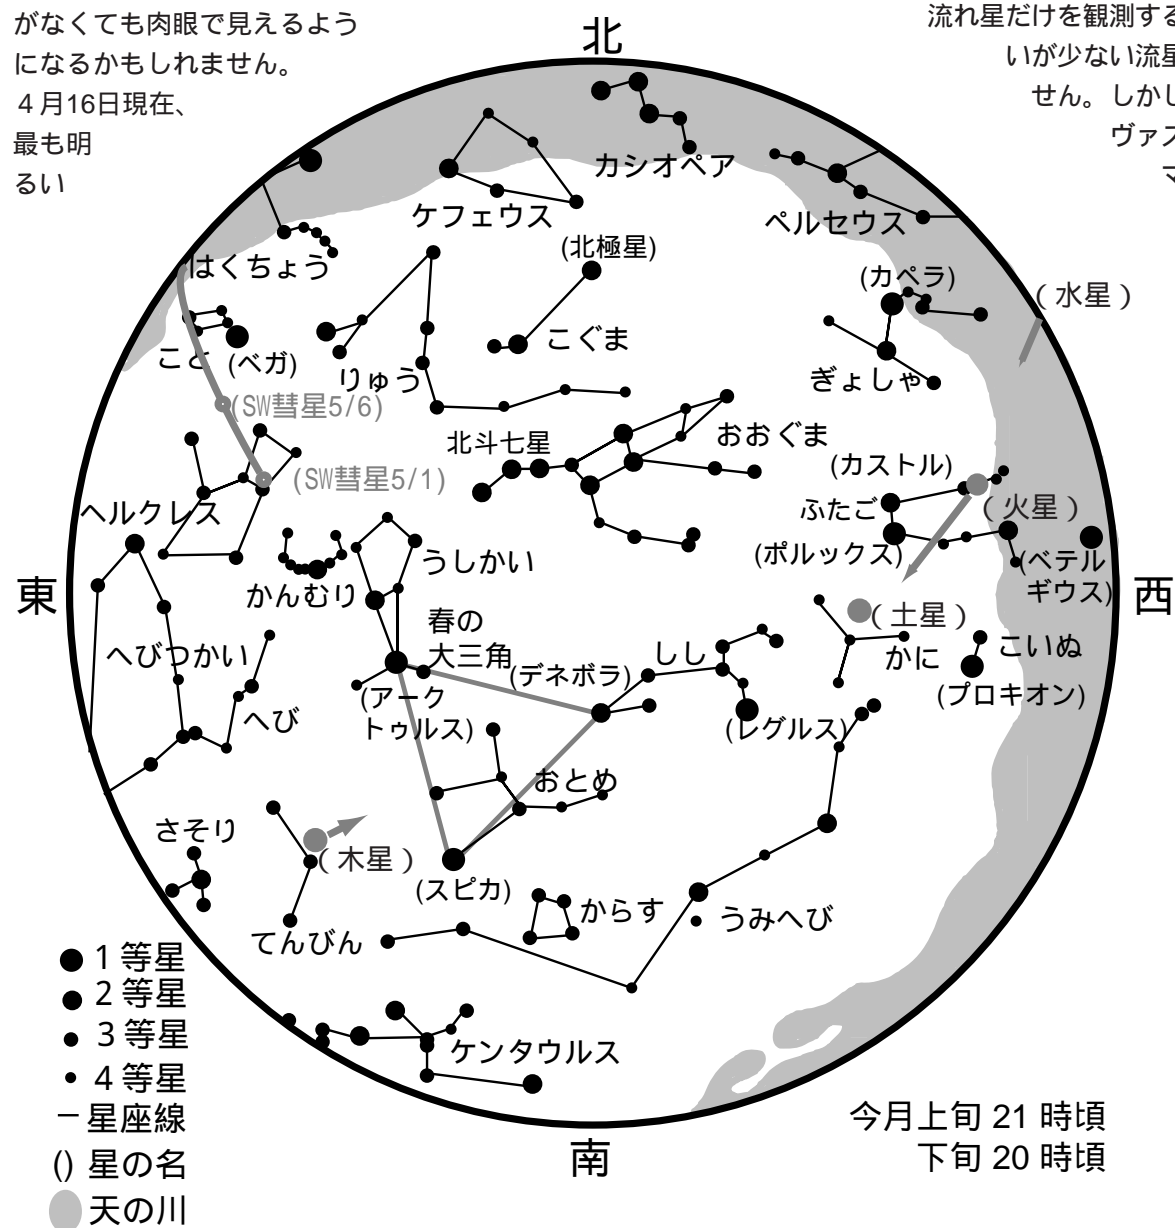 がなくても肉眼で見えるよう
になるかもしれません。
４月16日現在、
最も明
るい
流れ星だけを観測する
いが少ない流星
せん。しかし
ヴァス
北
カシオペア
ケフェウス
ペルセウス
(北極星)
はくちょう
(カペラ)
（水星）
こぐま
こと
(ベガ)
りゅう
ぎょしゃ
(SW彗星5/6)
北斗七星
おおぐま
(カストル)
(SW彗星5/1)
ヘルクレス
ふたご
（火星）
うしかい
(ポルックス)
(ベテル
ギウス)
かんむり
東
西
春の
大三角
（土星）
へびつかい
しし
かに
こいぬ
(デネボラ)
(アーク
トゥルス)
(プロキオン)
へび
(レグルス)
おとめ
さそり
（木星）
(スピカ)
からす
うみへび
てんびん
ケンタウルス
１等星
２等星
３等星
４等星
－星座線
() 星の名
天の川
南
今月上旬 21 時頃
下旬 20 時頃